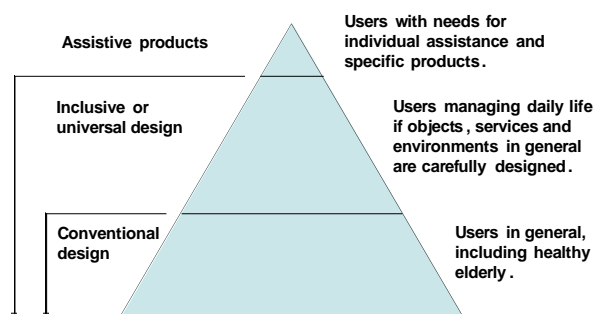 Assistive products
Users with needs for
individual assistance and
specific products.
Inclusive or
universal design
Users managing daily life
if objects, services and
environments in general
are carefully designed.
Conventional
design
Users in general,
including healthy
elderly.